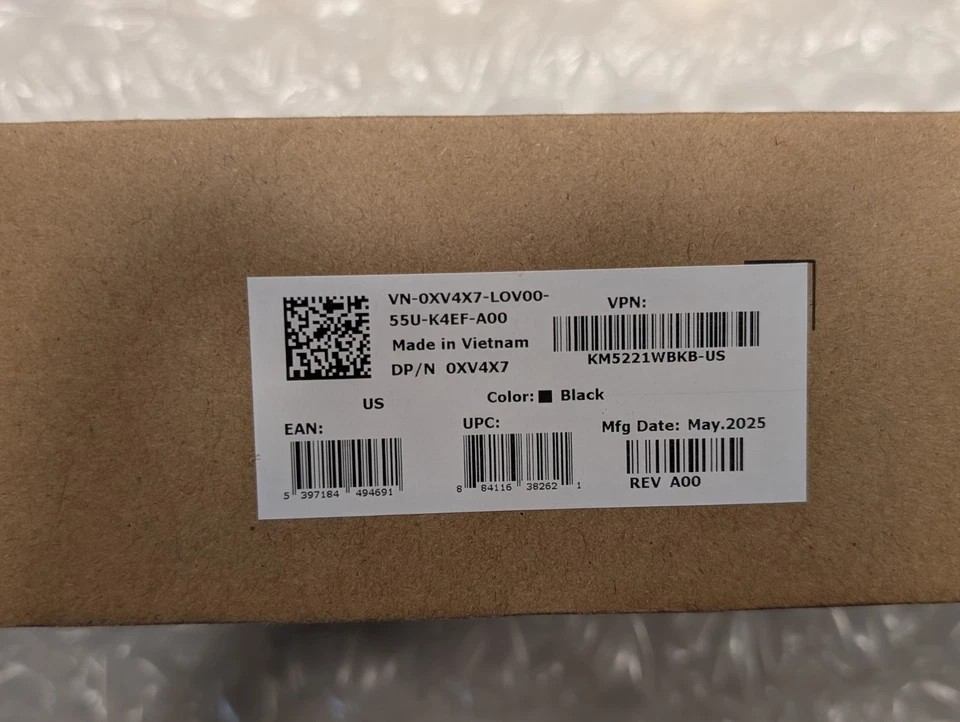 VN-0XV4X7-LOV00-
55U-K4EF-A00
Made in Vietnam
DP/N 0XV4X7
VPN:
KM5221WBKB-US
US
Color: Black
EAN:
5 397184 494691
UPC:
8 84116 38262 1
Mfg Date: May.2025
REV A00